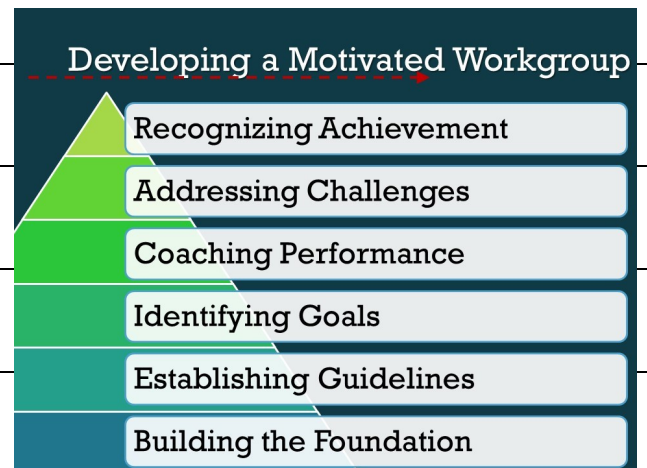 Developing a Motivated Workgroup
Recognizing Achievement
Addressing Challenges
Coaching Performance
Identifying Goals
Establishing Guidelines
Building the Foundation